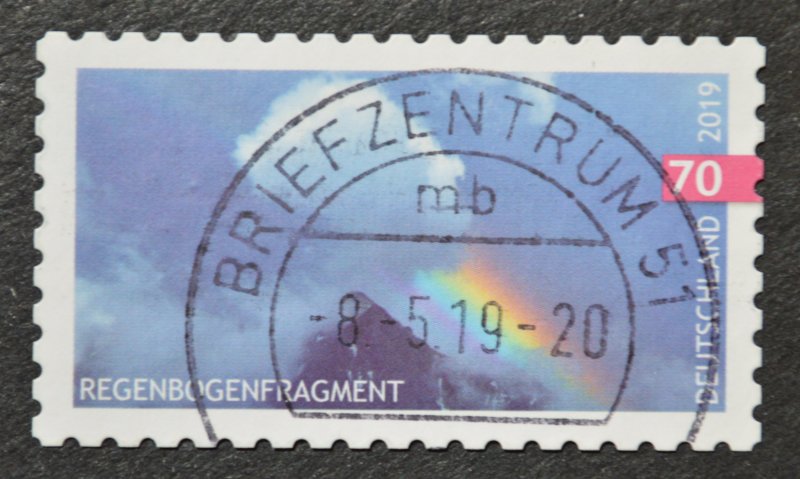 BRIEFZENTRUM 51
mb
-8.-5.19-20
REGENBOGENFRAGMENT
DEUTSCHLAND
70
2019